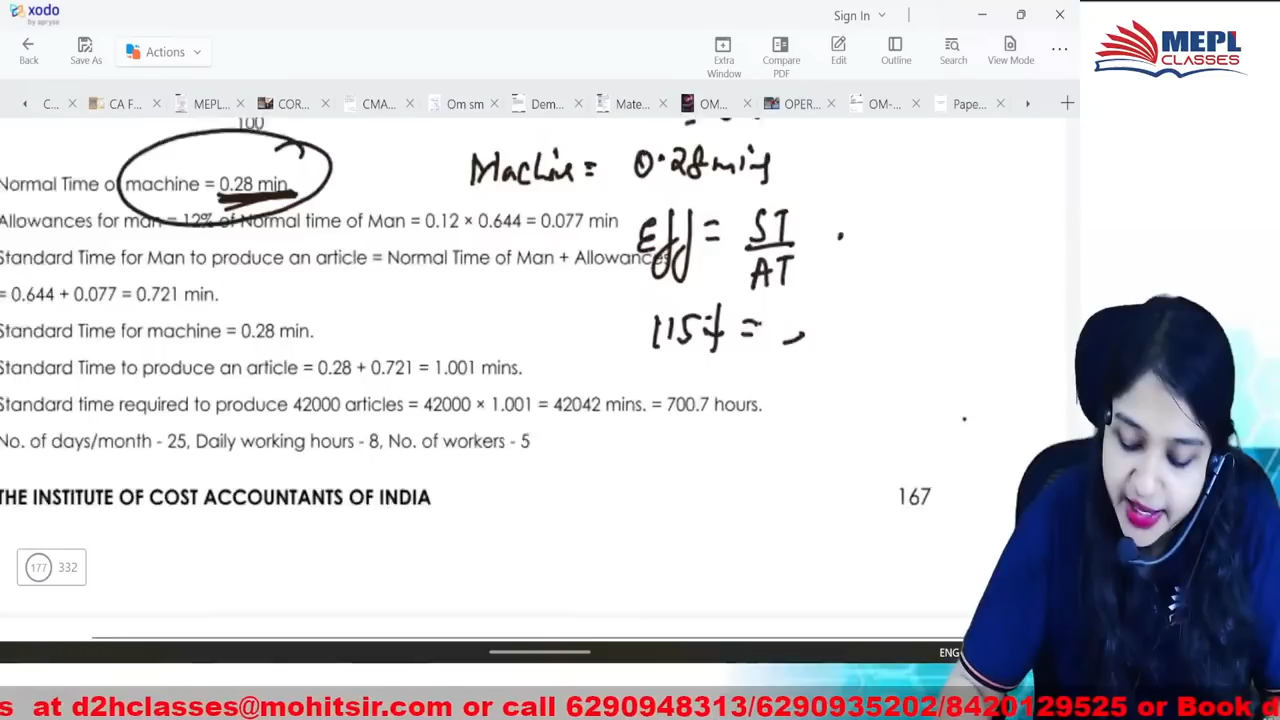 xodo
by apryse
Sign In
Back
Save As
Actions
Extra Window
Compare PDF
Edit
Outline
Search
View Mode
MEPL
CLASSES
C...
CA F...
MEPL...
COR...
CMA...
Om sm
Dem...
Mate...
OM...
OPER...
OM-...
Pape...
100
Machine = 0.28 min
Normal Time o machine = 0.28 min
Allowances for man = 12% of Normal time of Man = 0.12 × 0.644 = 0.077 min
Eff = ST
AT
Standard Time for Man to produce an article = Normal Time of Man + Allowances
= 0.644 + 0.077 = 0.721 min.
115% =
Standard Time for machine = 0.28 min.
Standard Time to produce an article = 0.28 + 0.721 = 1.001 mins.
Standard time required to produce 42000 articles = 42000 × 1.001 = 42042 mins. = 700.7 hours.
No. of days/month - 25, Daily working hours - 8, No. of workers - 5
THE INSTITUTE OF COST ACCOUNTANTS OF INDIA 167
177 332
ENG
at d2hclasses@mohitsir.com or call 6290948313/6290935202/8420129525 or Book